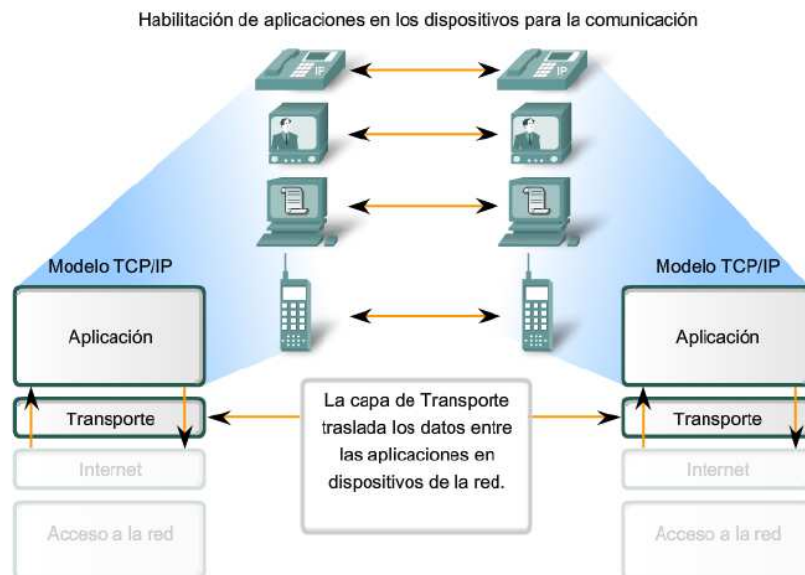 Habilitación de aplicaciones en los dispositivos para la comunicación
IP
IP
Modelo TCP/IP
Modelo TCP/IP
Aplicación
Aplicación
Transporte
La capa de Transporte
traslada los datos entre
las aplicaciones en
dispositivos de la red.
Transporte
Internet
Internet
Acceso a la red
Acceso a la red